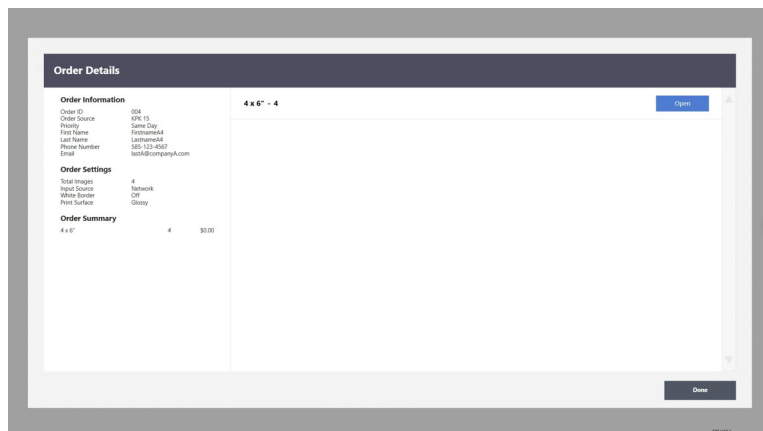 Order Details
Order Information
Order ID 004
Order Source KPK 15
Priority Same Day
First Name FirstnameA4
Last Name LastnameA4
Phone Number 585-123-4567
Email lastA@companyA.com
Order Settings
Total Images 4
Input Source Network
White Border Off
Print Surface Glossy
Order Summary
4 x 6" 4 $0.00
4 x 6" - 4 Open
Done